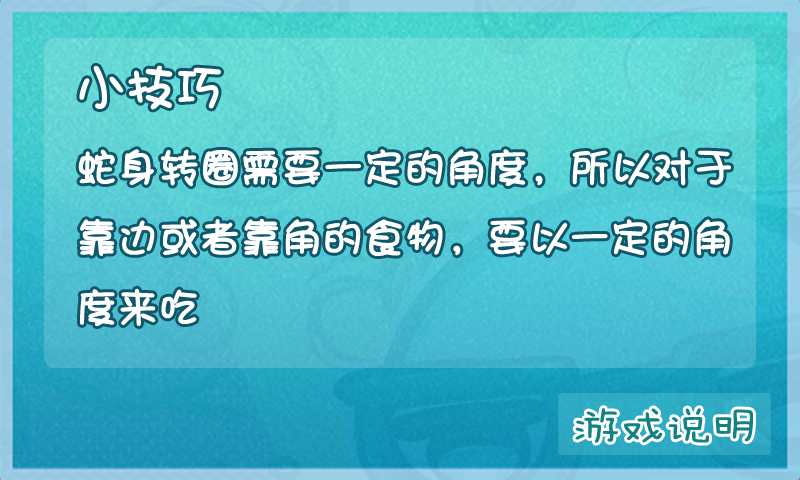 小技巧
蛇身转圈需要一定的角度，所以对于
靠边或者靠角的食物，要以一定的角
度来吃
游戏说明